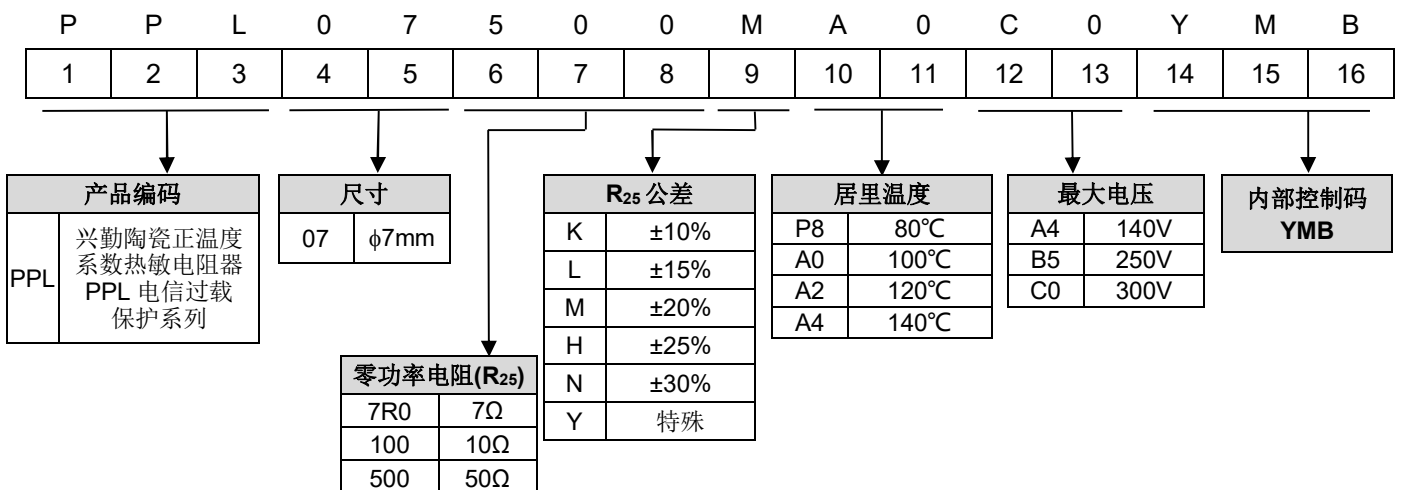 P P L 0 7 5 0 0 M A 0 C 0 Y M B
1 2 3 4 5 6 7 8 9 10 11 12 13 14 15 16
产品编码
PPL
兴勤陶瓷正温度
系数热敏电阻器
PPL 电信过载
保护系列
尺寸
07 ϕ7mm
零功率电阻(R₂₅)
7R0 7Ω
100 10Ω
500 50Ω
R₂₅公差
K ±10%
L ±15%
M ±20%
H ±25%
N ±30%
Y 特殊
居里温度
P8 80℃
A0 100℃
A2 120℃
A4 140℃
最大电压
A4 140V
B5 250V
C0 300V
内部控制码
YMB